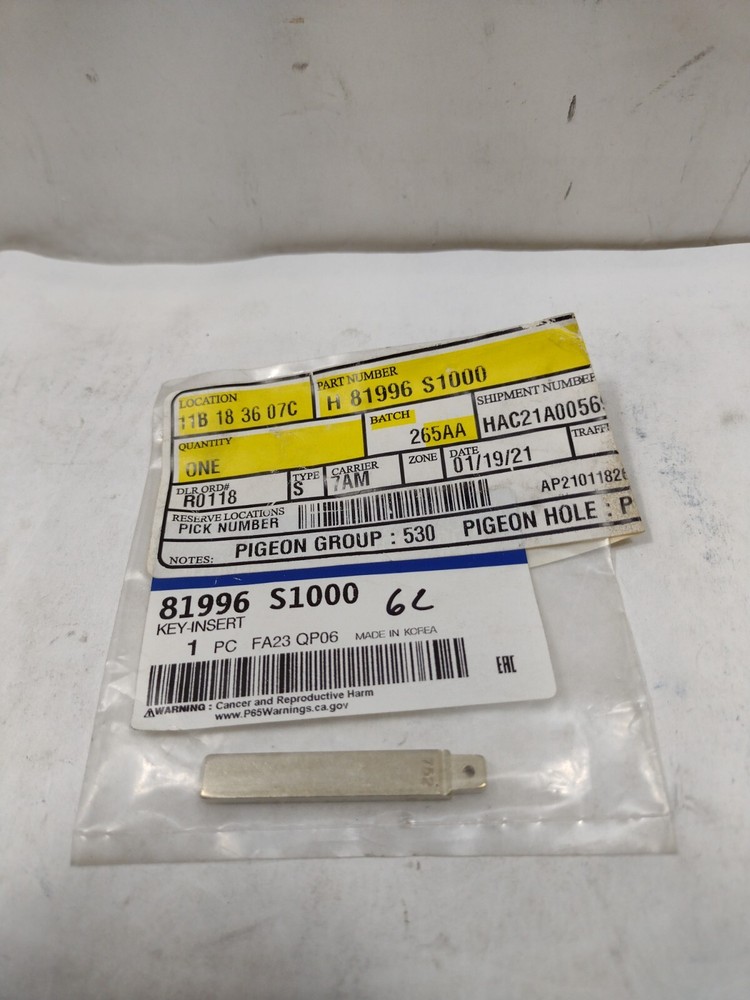 LOCATION
11B 18 36 07C
PART NUMBER
H 81996 S1000
QUANTITY
ONE
BATCH
265AA
SHIPMENT NUMBER
HAC21A0056
DLR ORD#
R0118
TYPE
S
CARRIER
7AM
ZONE
DATE
01/19/21
TRAFF
RESERVE LOCATIONS
PICK NUMBER
AP21011826
NOTES:
PIGEON GROUP : 530 PIGEON HOLE : P
81996 S1000 6L
KEY-INSERT
1 PC FA23 QP06 MADE IN KOREA
EAC
WARNING : Cancer and Reproductive Harm
www.P65Warnings.ca.gov
752